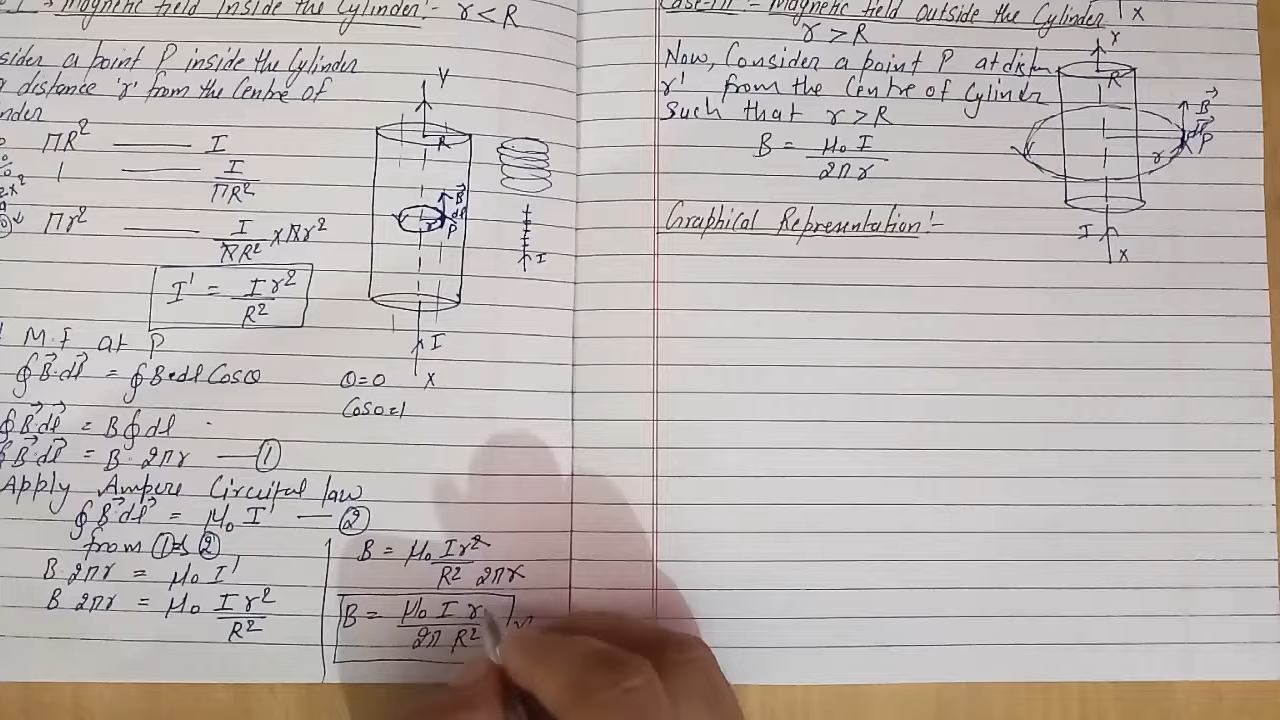 Magnetic field inside the Cylinder:- r < R
sider a point P inside the Cylinder
distance 'r' from the Centre of
nder
πR² —— I
1 —— I/πR²
πr² —— I/πR² × πr²
I' = Ir²/R²
M.F at P
∮B⃗.dl⃗ = ∮B•dl Cosθ θ=0
Cos0=1
∮B⃗.dl⃗ = B∮dl
∮B⃗.dl⃗ = B. 2πr —— ①
Apply Ampere Circuital law
∮B⃗.dl⃗ = μ₀ I' — ②
from ① & ②
B 2πr = μ₀ I'
B 2πr = μ₀ I r²/R²
B = μ₀ Ir²/R² 2πr
B = μ₀ I r/2π R²
Y
R
B⃗
dl
r
P
I
X
I
Magnetic field outside the Cylinder
r > R
Now, Consider a point P at distan
r' from the Centre of Cylinder
Such that r > R
B = μ₀ I/2πr
Graphical Representation:-
X
Y
R
B⃗
dl
P
r
I
X